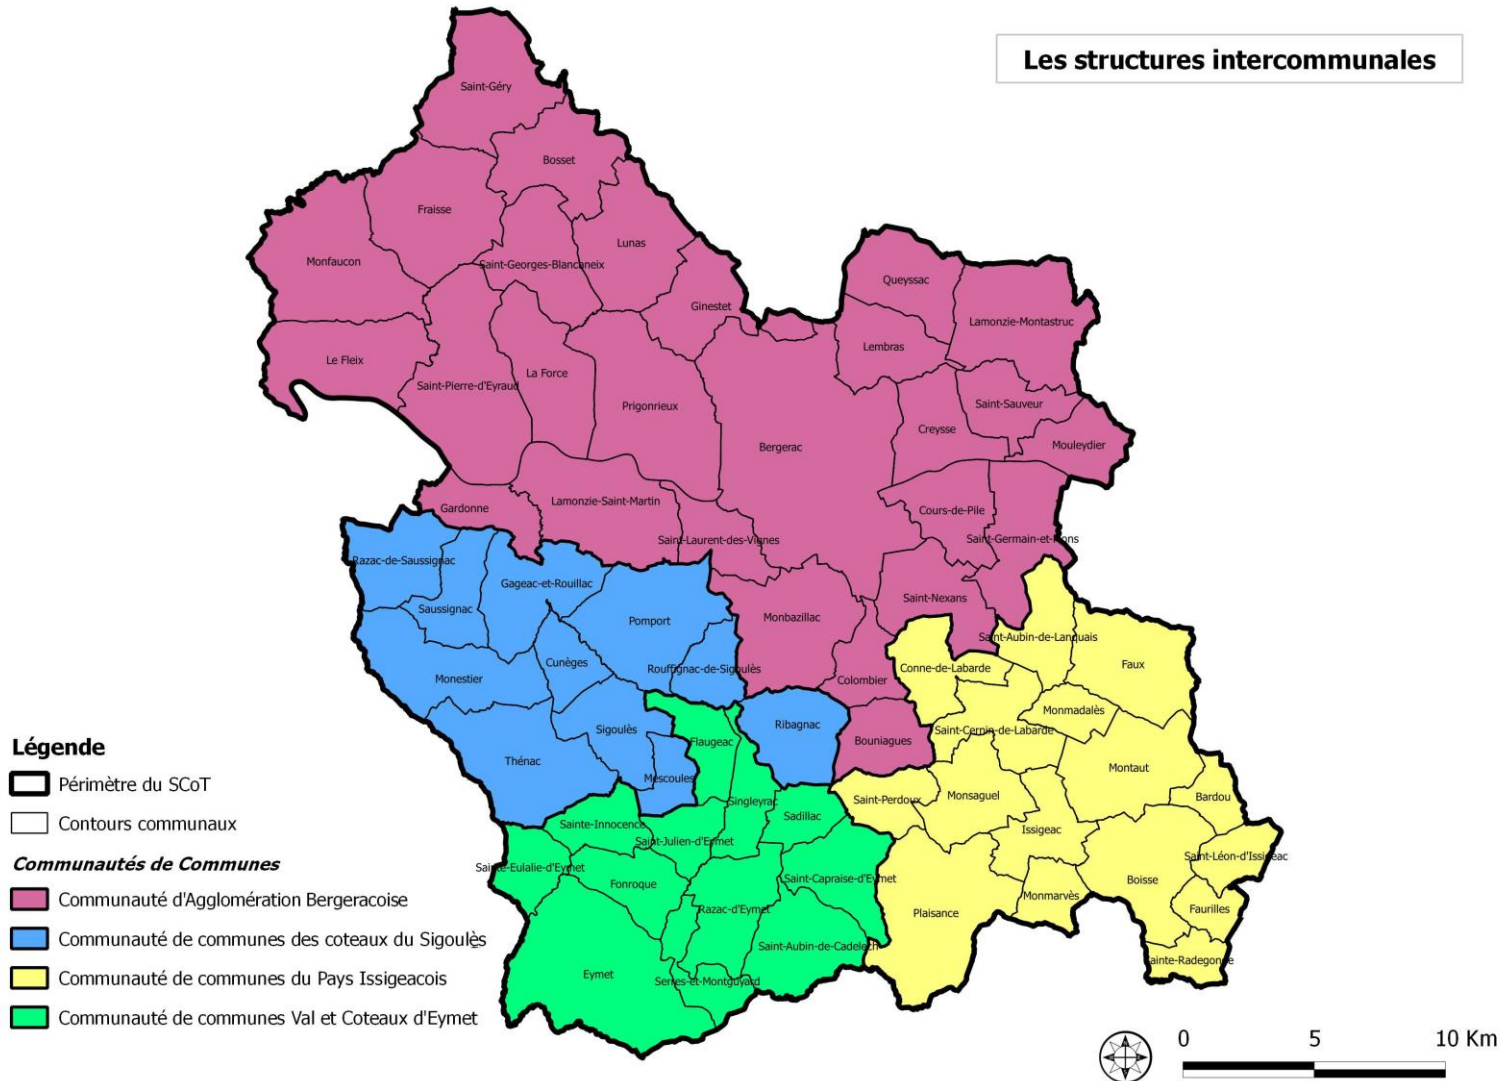 Les structures intercommunales
Saint-Géry
Bosset
Fraisse
Lunas
Monfaucon
Saint-Georges-Blancaneix
Queyssac
Ginestet
Lamonzie-Montastruc
Lembras
Le Fleix
La Force
Saint-Pierre-d'Eyraud
Prigonrieux
Saint-Sauveur
Creysse
Mouleydier
Bergerac
Lamonzie-Saint-Martin
Gardonne
Cours-de-Pile
Saint-Laurent-des-Vignes
Saint-Germain-et-Mons
Razac-de-Saussignac
Gageac-et-Rouillac
Saint-Nexans
Saussignac
Pomport
Monbazillac
Saint-Aubin-de-Lanquais
Cunèges
Rouffignac-de-Sigoulès
Conne-de-Labarde
Faux
Monestier
Colombier
Monmadalès
Sigoulès
Ribagnac
Saint-Cernin-de-Labarde
Flaugeac
Bouniagues
Thénac
Mescoules
Montaut
Singleyrac
Saint-Perdoux
Monsaguel
Bardou
Sadillac
Sainte-Innocence
Saint-Julien-d'Eymet
Issigeac
Saint-Léon-d'Issigeac
Sainte-Eulalie-d'Eymet
Fonroque
Saint-Capraise-d'Eymet
Boisse
Monmarvès
Razac-d'Eymet
Plaisance
Faurilles
Saint-Aubin-de-Cadelech
Sainte-Radegonde
Eymet
Serres-et-Montguyard
Légende
Périmètre du SCoT
Contours communaux
Communautés de Communes
Communauté d'Agglomération Bergeracoise
Communauté de communes des coteaux du Sigoulès
Communauté de communes du Pays Issigeacois
Communauté de communes Val et Coteaux d'Eymet
0 5 10 Km